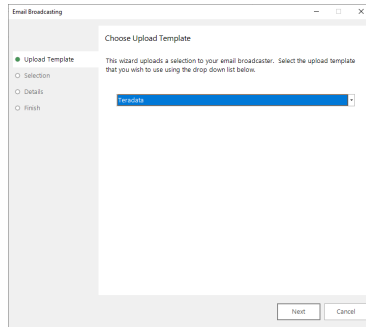 Email Broadcasting
Choose Upload Template
Upload Template
Selection
Details
Finish
This wizard uploads a selection to your email broadcaster. Select the upload template
that you wish to use using the drop down list below.
Teradata
Next
Cancel